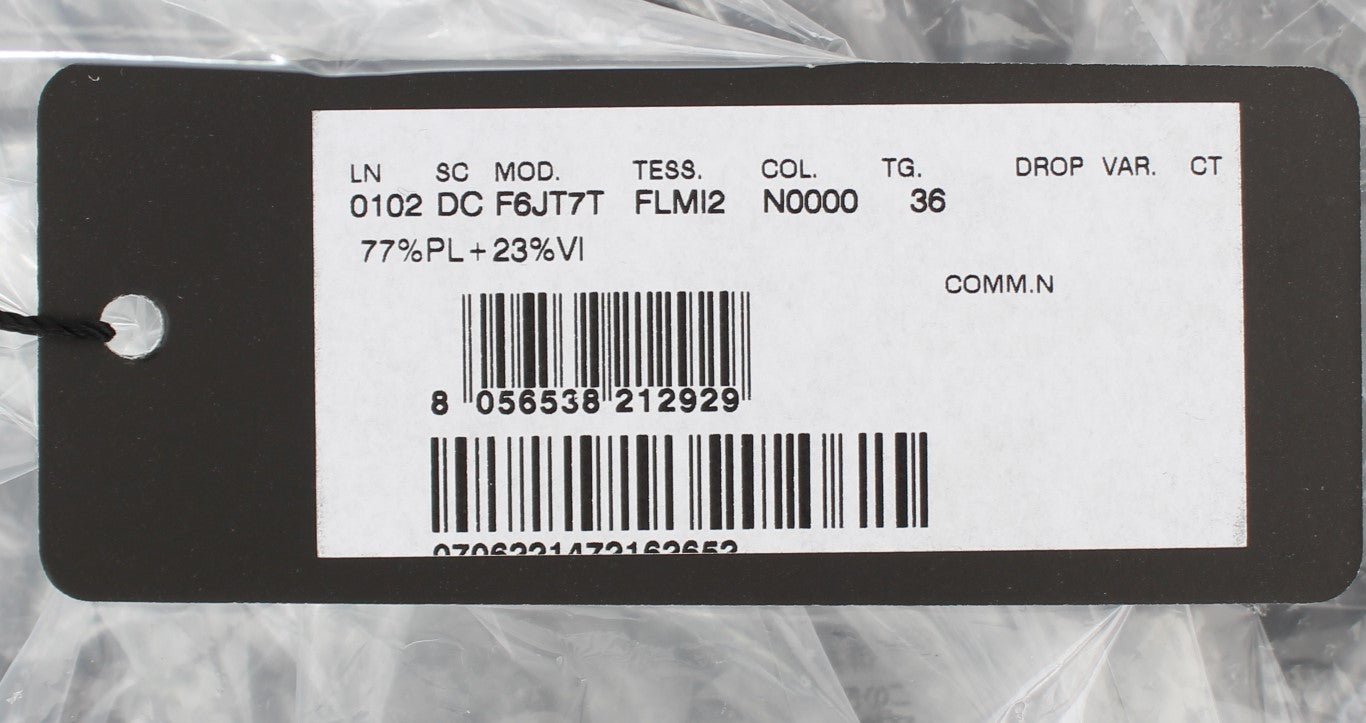 LN SC MOD. TESS. COL. TG. DROP VAR. CT
0102 DC F6JT7T FLMI2 N0000 36
77%PL+23%VI
COMM.N
8 056538 212929